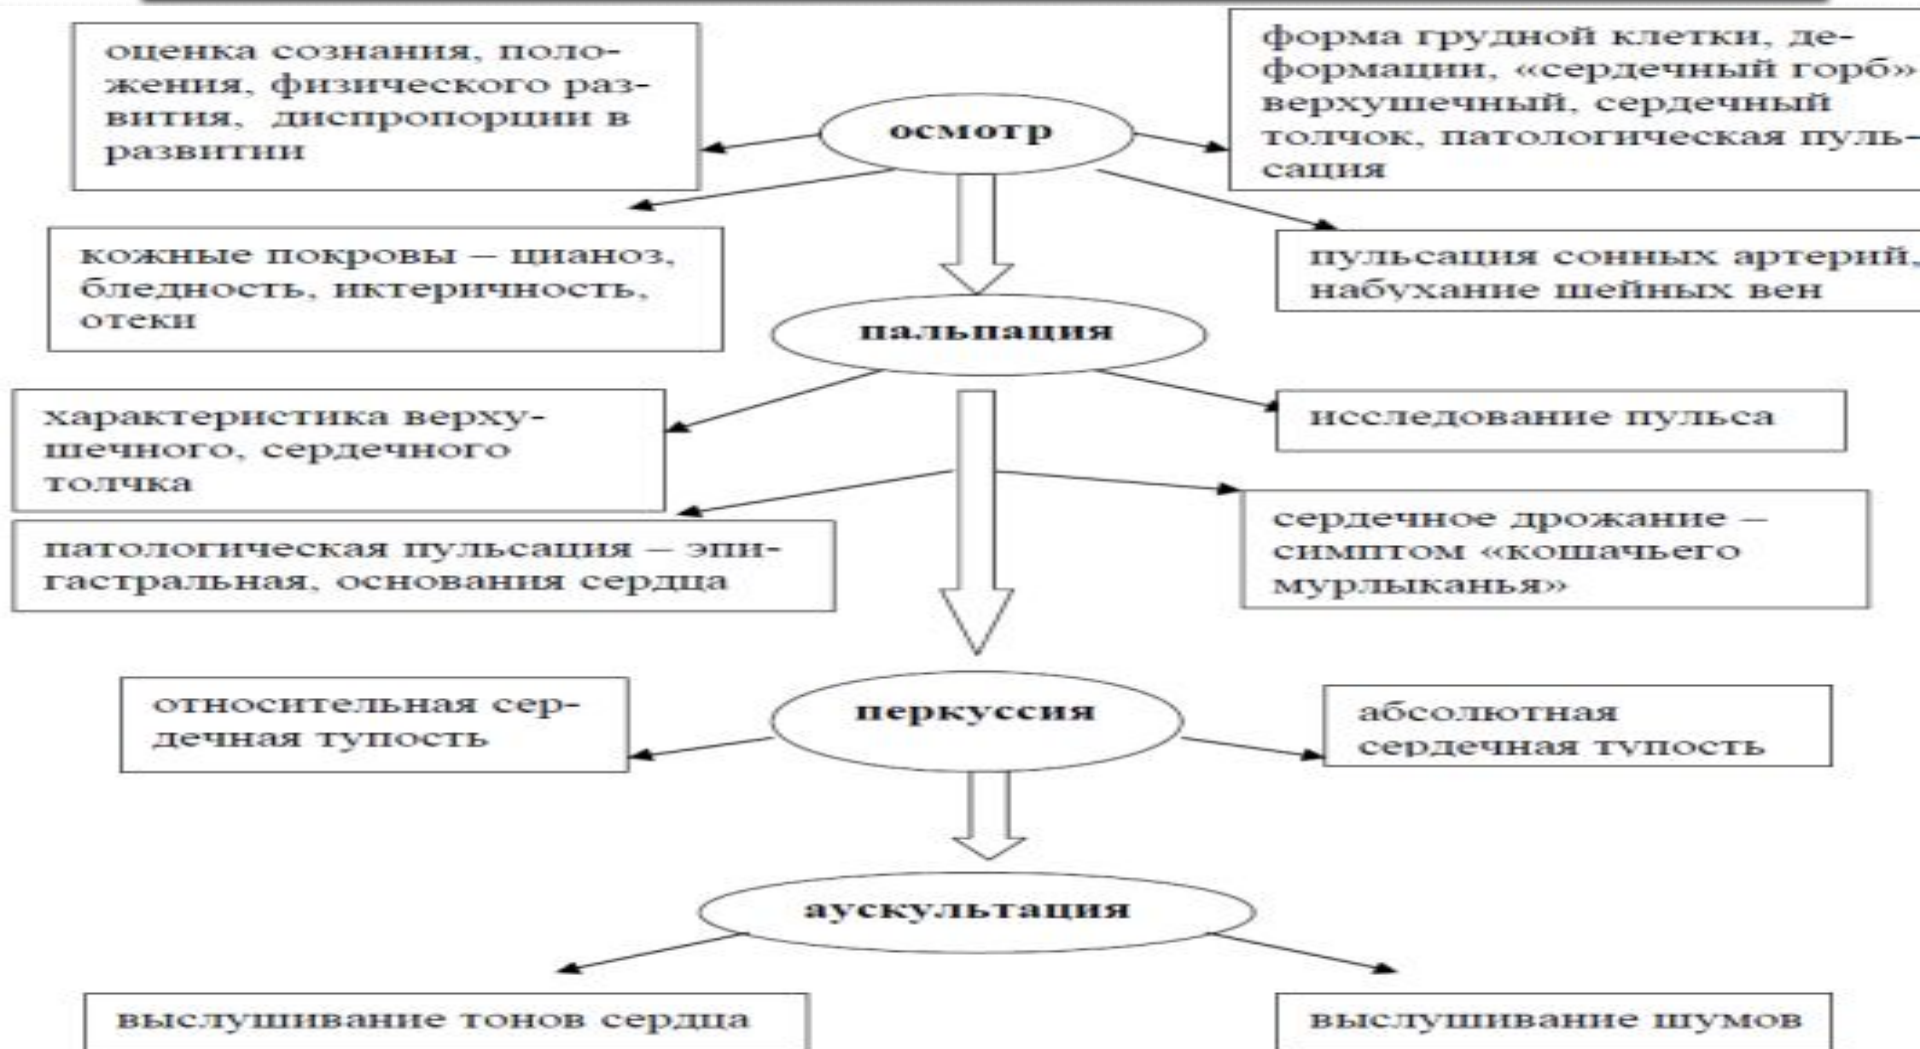 оценка сознания, поло-
жения, физического раз-
вития, диспропорции в
развитии
осмотр
форма грудной клетки, де-
формации, «сердечный горб»
верхушечный, сердечный
толчок, патологическая пуль-
сация
кожные покровы – цианоз,
бледность, иктеричность,
отеки
пульсация сонных артерий,
набухание шейных вен
пальпация
характеристика верху-
шечного, сердечного
толчка
исследование пульса
патологическая пульсация – эпи-
гастральная, основания сердца
сердечное дрожание –
симптом «кошачьего
мурлыканья»
относительная сер-
дечная тупость
перкуссия
абсолютная
сердечная тупость
аускультация
выслушивание тонов сердца
выслушивание шумов